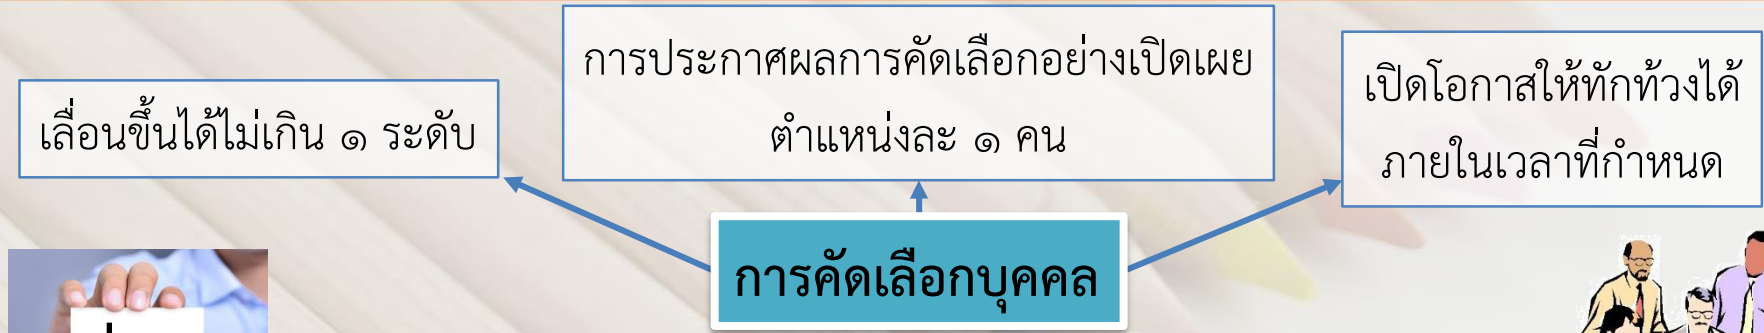 เลื่อนขึ้นได้ไม่เกิน ๑ ระดับ
การประกาศผลการคัดเลือกอย่างเปิดเผย
ตำแหน่งละ ๑ คน
เปิดโอกาสให้ทักท้วงได้
ภายในเวลาที่กำหนด
การคัดเลือกบุคคล